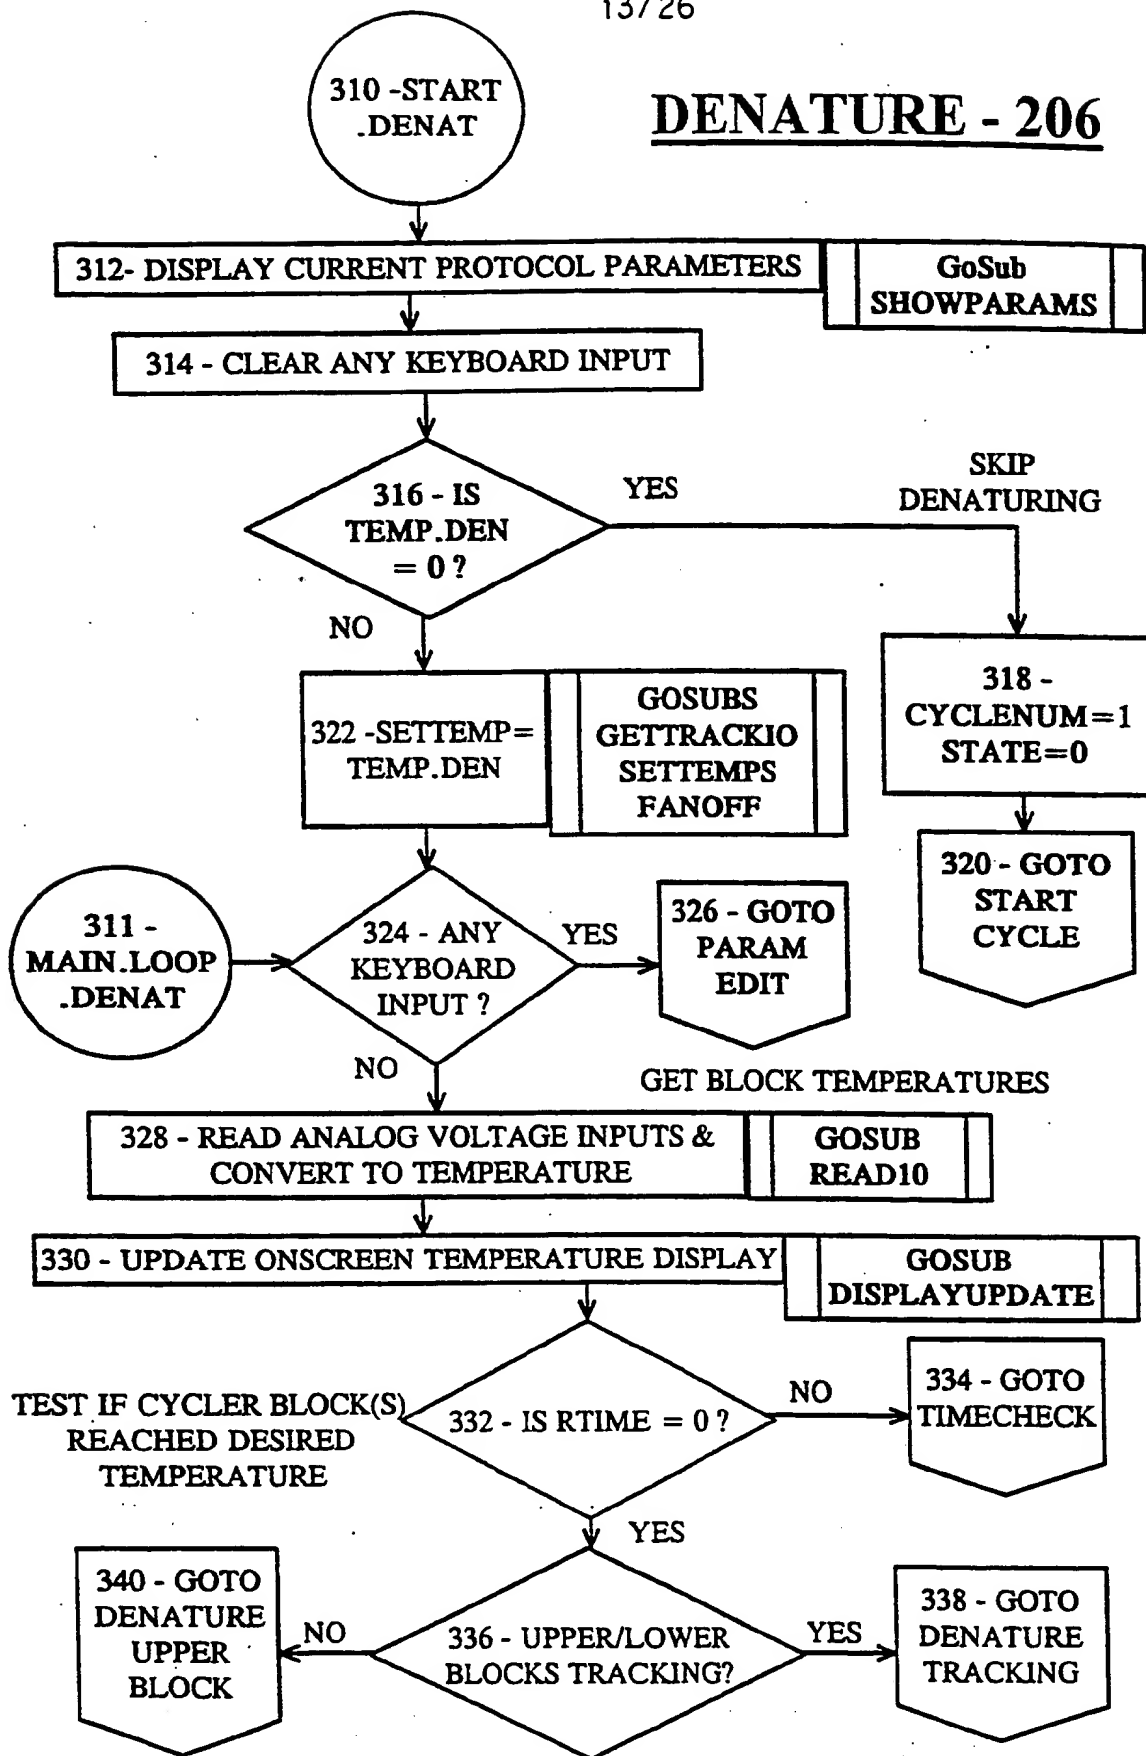 13/26
310 -START
.DENAT
DENATURE - 206
312- DISPLAY CURRENT PROTOCOL PARAMETERS
GoSub
SHOWPARAMS
314 - CLEAR ANY KEYBOARD INPUT
316 - IS
TEMP.DEN
= 0 ?
YES
SKIP
DENATURING
NO
318 -
CYCLENUM=1
STATE=0
322 -SETTEMP=
TEMP.DEN
GOSUBS
GETTRACKIO
SETTEMPS
FANOFF
320 - GOTO
START
CYCLE
311 -
MAIN.LOOP
.DENAT
324 - ANY
KEYBOARD
INPUT ?
YES
326 - GOTO
PARAM
EDIT
NO
GET BLOCK TEMPERATURES
328 - READ ANALOG VOLTAGE INPUTS &
CONVERT TO TEMPERATURE
GOSUB
READ10
330 - UPDATE ONSCREEN TEMPERATURE DISPLAY
GOSUB
DISPLAYUPDATE
TEST IF CYCLER BLOCK(S)
REACHED DESIRED
TEMPERATURE
332 - IS RTIME = 0 ?
NO
334 - GOTO
TIMECHECK
YES
340 - GOTO
DENATURE
UPPER
BLOCK
NO
336 - UPPER/LOWER
BLOCKS TRACKING?
YES
338 - GOTO
DENATURE
TRACKING